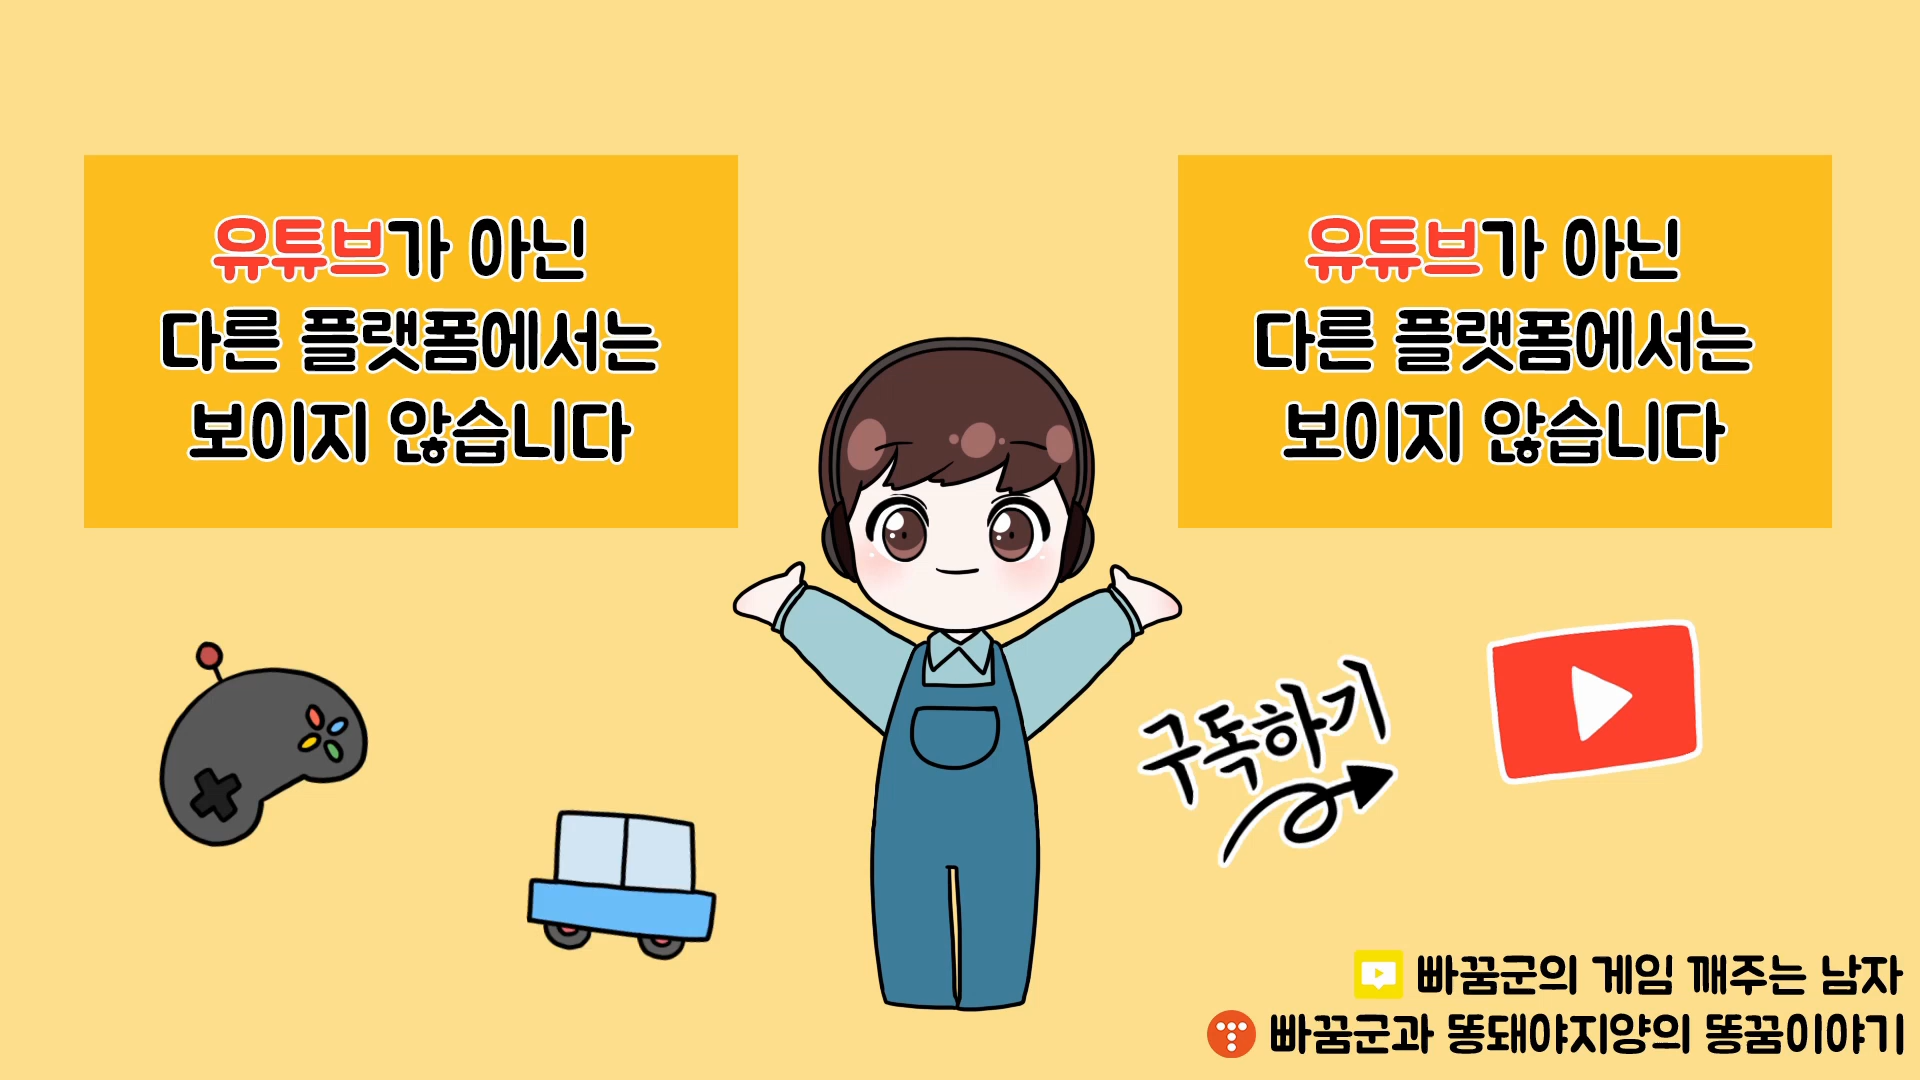 유튜브가 아닌
다른 플랫폼에서는
보이지 않습니다
유튜브가 아닌
다른 플랫폼에서는
보이지 않습니다
구독하기
빠꿈군의 게임 깨주는 남자
빠꿈군과 똥돼야지양의 똥꿈이야기